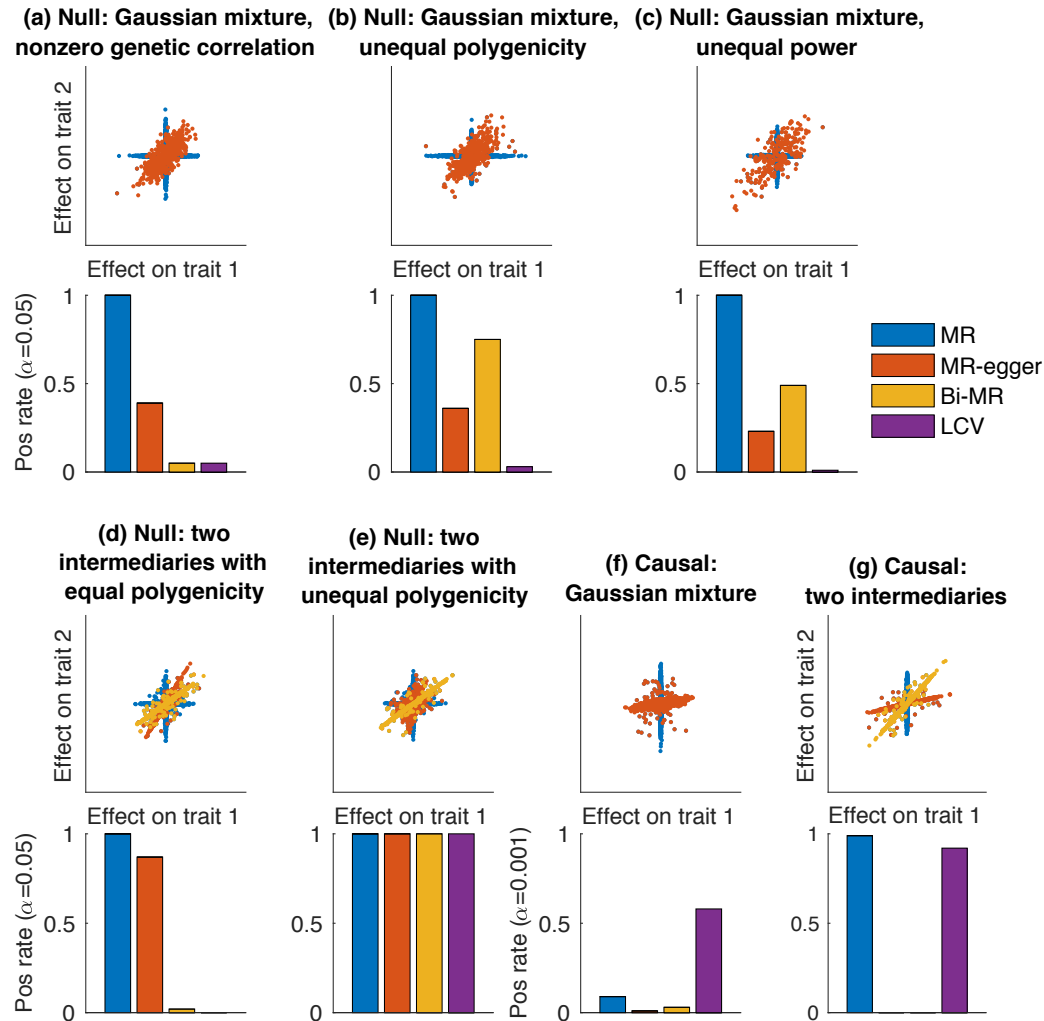 (a) Null: Gaussian mixture,
nonzero genetic correlation
(b) Null: Gaussian mixture,
unequal polygenicity
(c) Null: Gaussian mixture,
unequal power
Effect on trait 2
Effect on trait 1
Effect on trait 1
Effect on trait 1
Pos rate (α=0.05)
1
0.5
0
1
0.5
0
1
0.5
0
MR
MR-egger
Bi-MR
LCV
(d) Null: two
intermediaries with
equal polygenicity
(e) Null: two
intermediaries with
unequal polygenicity
(f) Causal:
Gaussian mixture
(g) Causal:
two intermediaries
Effect on trait 2
Effect on trait 2
Effect on trait 1
Effect on trait 1
Effect on trait 1
Pos rate (α=0.05)
1
0.5
0
1
0.5
0
Pos rate (α=0.001)
1
0.5
0
1
0.5
0